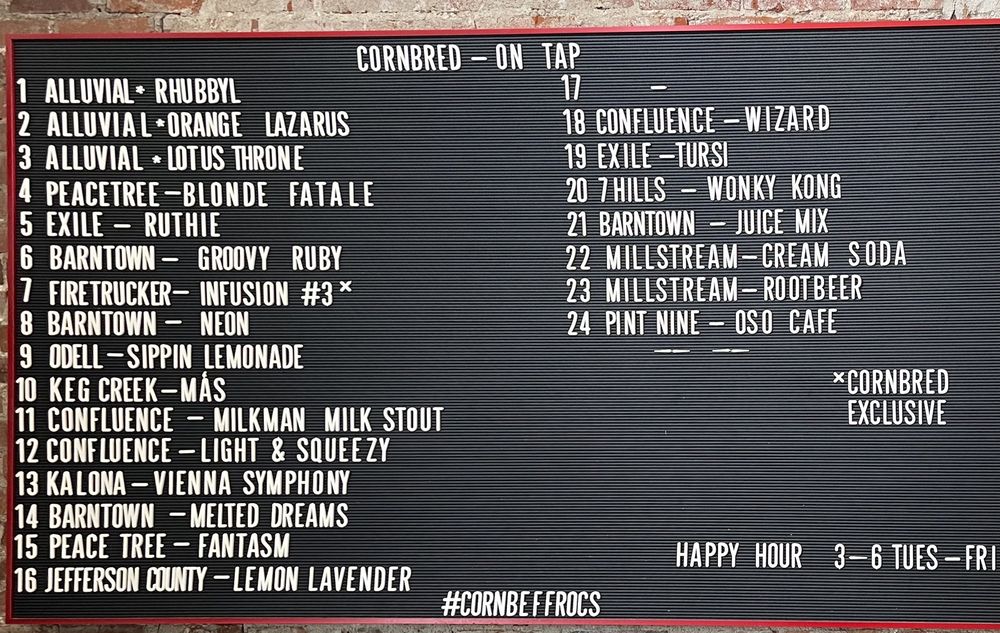 CORNBRED - ON TAP
1 ALLUVIAL* RHUBBYL
2 ALLUVIAL*ORANGE LAZARUS
3 ALLUVIAL *LOTUS THRONE
4 PEACETREE-BLONDE FATALE
5 EXILE - RUTHIE
6 BARNTOWN - GROOVY RUBY
7 FIRETRUCKER- INFUSION #3*
8 BARNTOWN - NEON
9 ODELL-SIPPIN LEMONADE
10 KEG CREEK-MÁS
11 CONFLUENCE - MILKMAN MILK STOUT
12 CONFLUENCE -LIGHT & SQUEEZY
13 KALONA - VIENNA SYMPHONY
14 BARNTOWN -MELTED DREAMS
15 PEACE TREE - FANTASM
16 JEFFERSON COUNTY -LEMON LAVENDER
17 -
18 CONFLUENCE - WIZARD
19 EXILE -TURSI
20 7 HILLS - WONKY KONG
21 BARNTOWN - JUICE MIX
22 MILLSTREAM-CREAM SODA
23 MILLSTREAM-ROOTBEER
24 PINT NINE - OSO CAFE
*CORNBRED
EXCLUSIVE
HAPPY HOUR 3-6 TUES-FRI
#CORNBEFFROCS